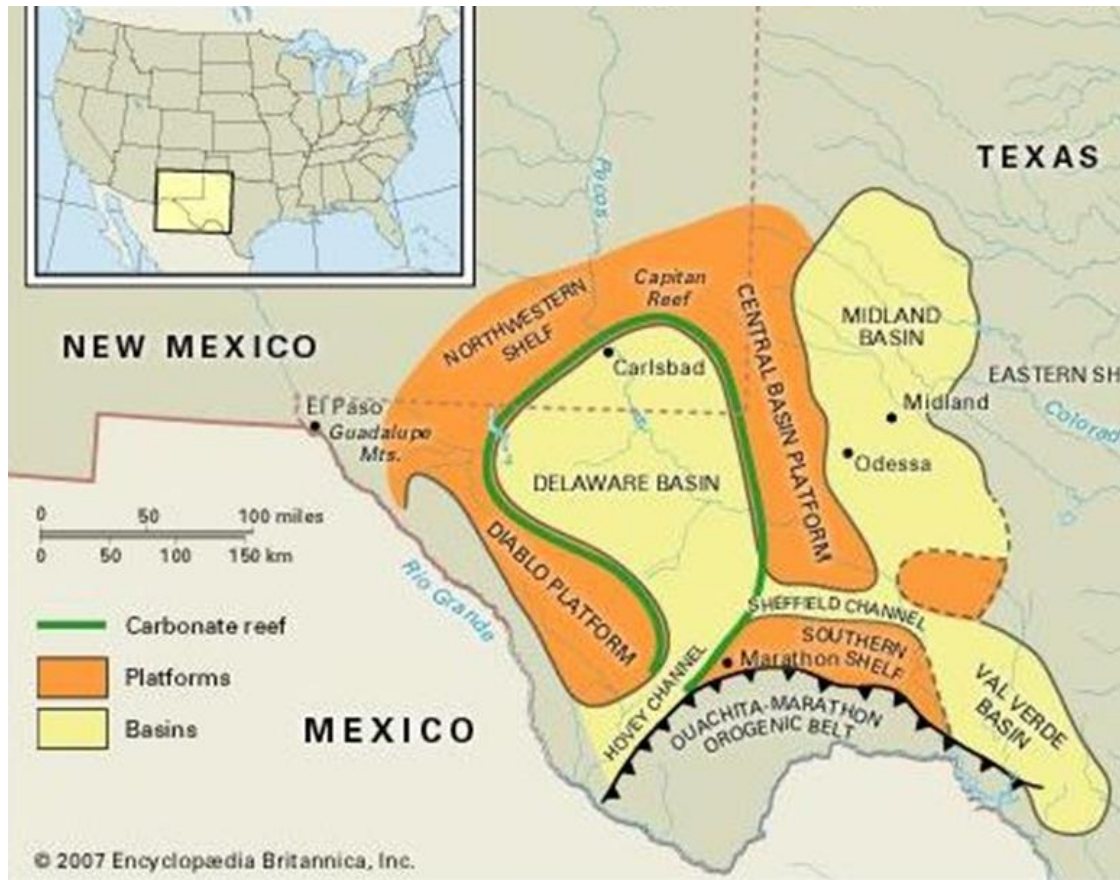 TEXAS
Pecos
Capitan
Reef
NORTHWESTERN
SHELF
CENTRAL BASIN PLATFORM
MIDLAND
BASIN
NEW MEXICO
Carlsbad
EASTERN SH
Midland
Colorad
El Paso
Guadalupe
Mts.
Odessa
DELAWARE BASIN
0 50 100 miles
0 50 100 150 km
DIABLO PLATFORM
Rio Grande
SHEFFIELD CHANNEL
Carbonate reef
SOUTHERN
SHELF
Marathon
HOVEY CHANNEL
Platforms
VAL VERDE
BASIN
OUACHITA-MARATHON
OROGENIC BELT
Basins
MEXICO
© 2007 Encyclopædia Britannica, Inc.